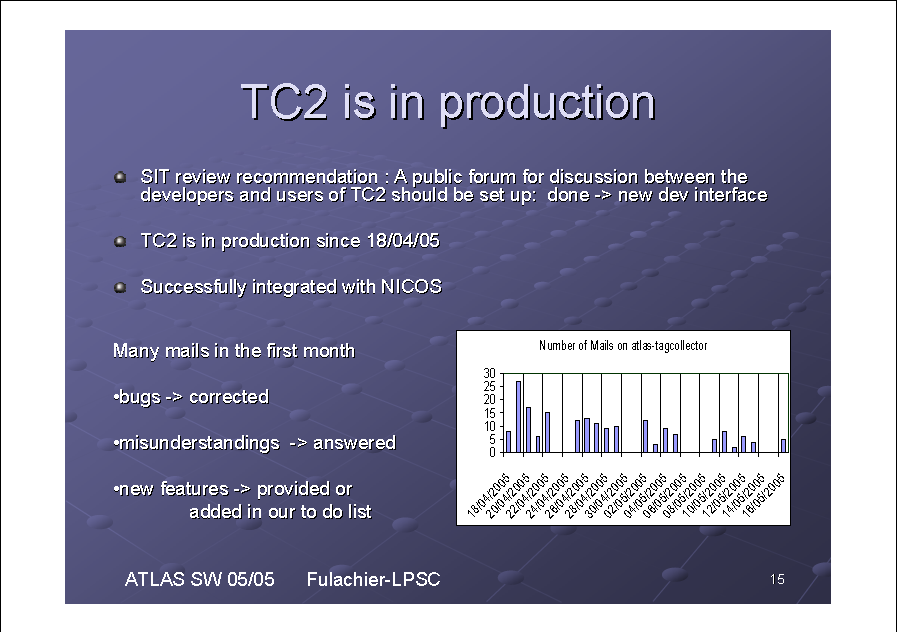 TC2 is in production
SIT review recommendation : A public forum for discussion between the
developers and users of TC2 should be set up:  done -> new dev interface
TC2 is in production since 18/04/05
Successfully integrated with NICOS
Many mails in the first month
•bugs -> corrected
•misunderstandings  -> answered
•new features -> provided or
added in our to do list
Number of Mails on atlas-tagcollector
30
25
20
15
10
5
0
18/04/2005
20/04/2005
22/04/2005
24/04/2005
26/04/2005
28/04/2005
30/04/2005
02/05/2005
04/05/2005
06/05/2005
08/05/2005
10/05/2005
12/05/2005
14/05/2005
16/05/2005
ATLAS SW 05/05
Fulachier-LPSC
15